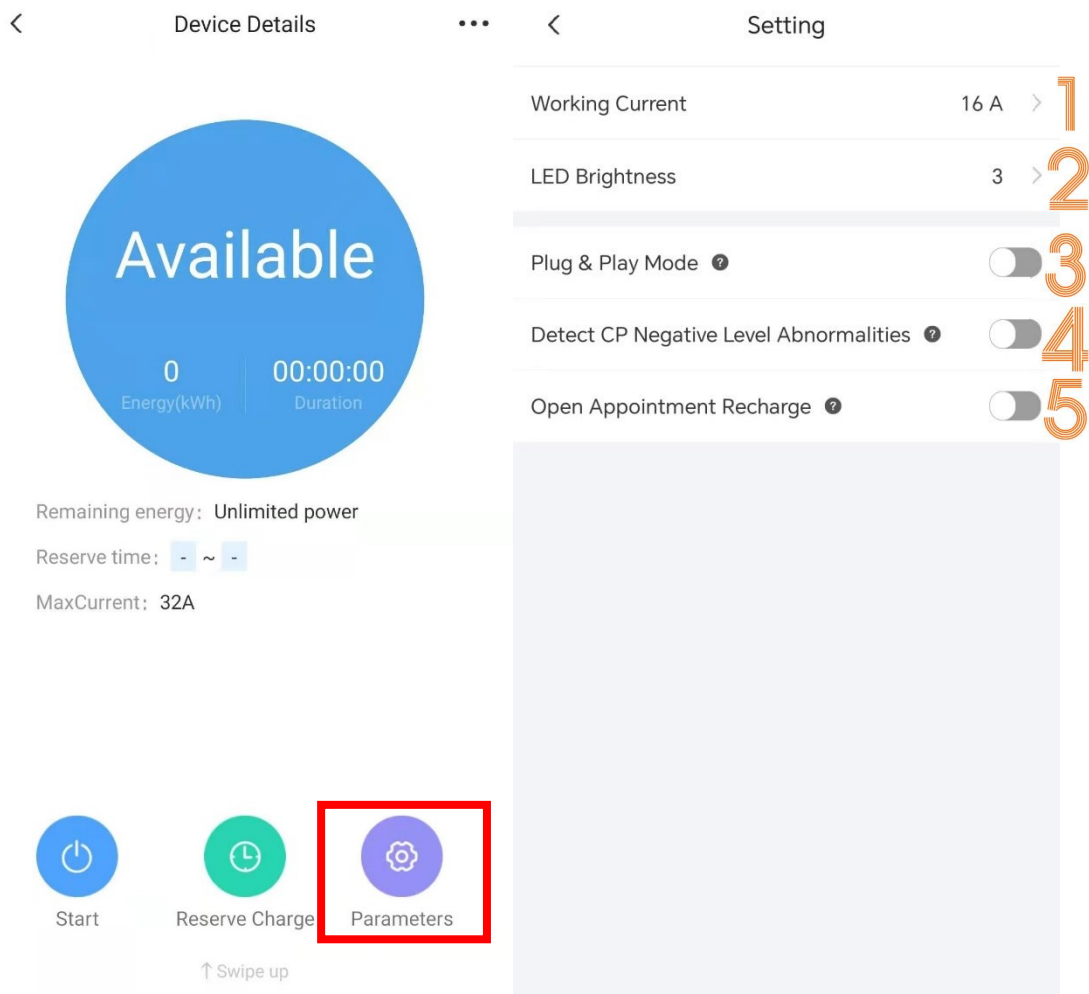 Device Details
Available
0
00:00:00
Energy(kWh)
Duration
Remaining energy: Unlimited power
Reserve time: - ~ -
MaxCurrent: 32A
Start
Reserve Charge
Parameters
↑ Swipe up
Setting
Working Current 16 A 1
LED Brightness 3 2
Plug & Play Mode ? 3
Detect CP Negative Level Abnormalities ? 4
Open Appointment Recharge ? 5